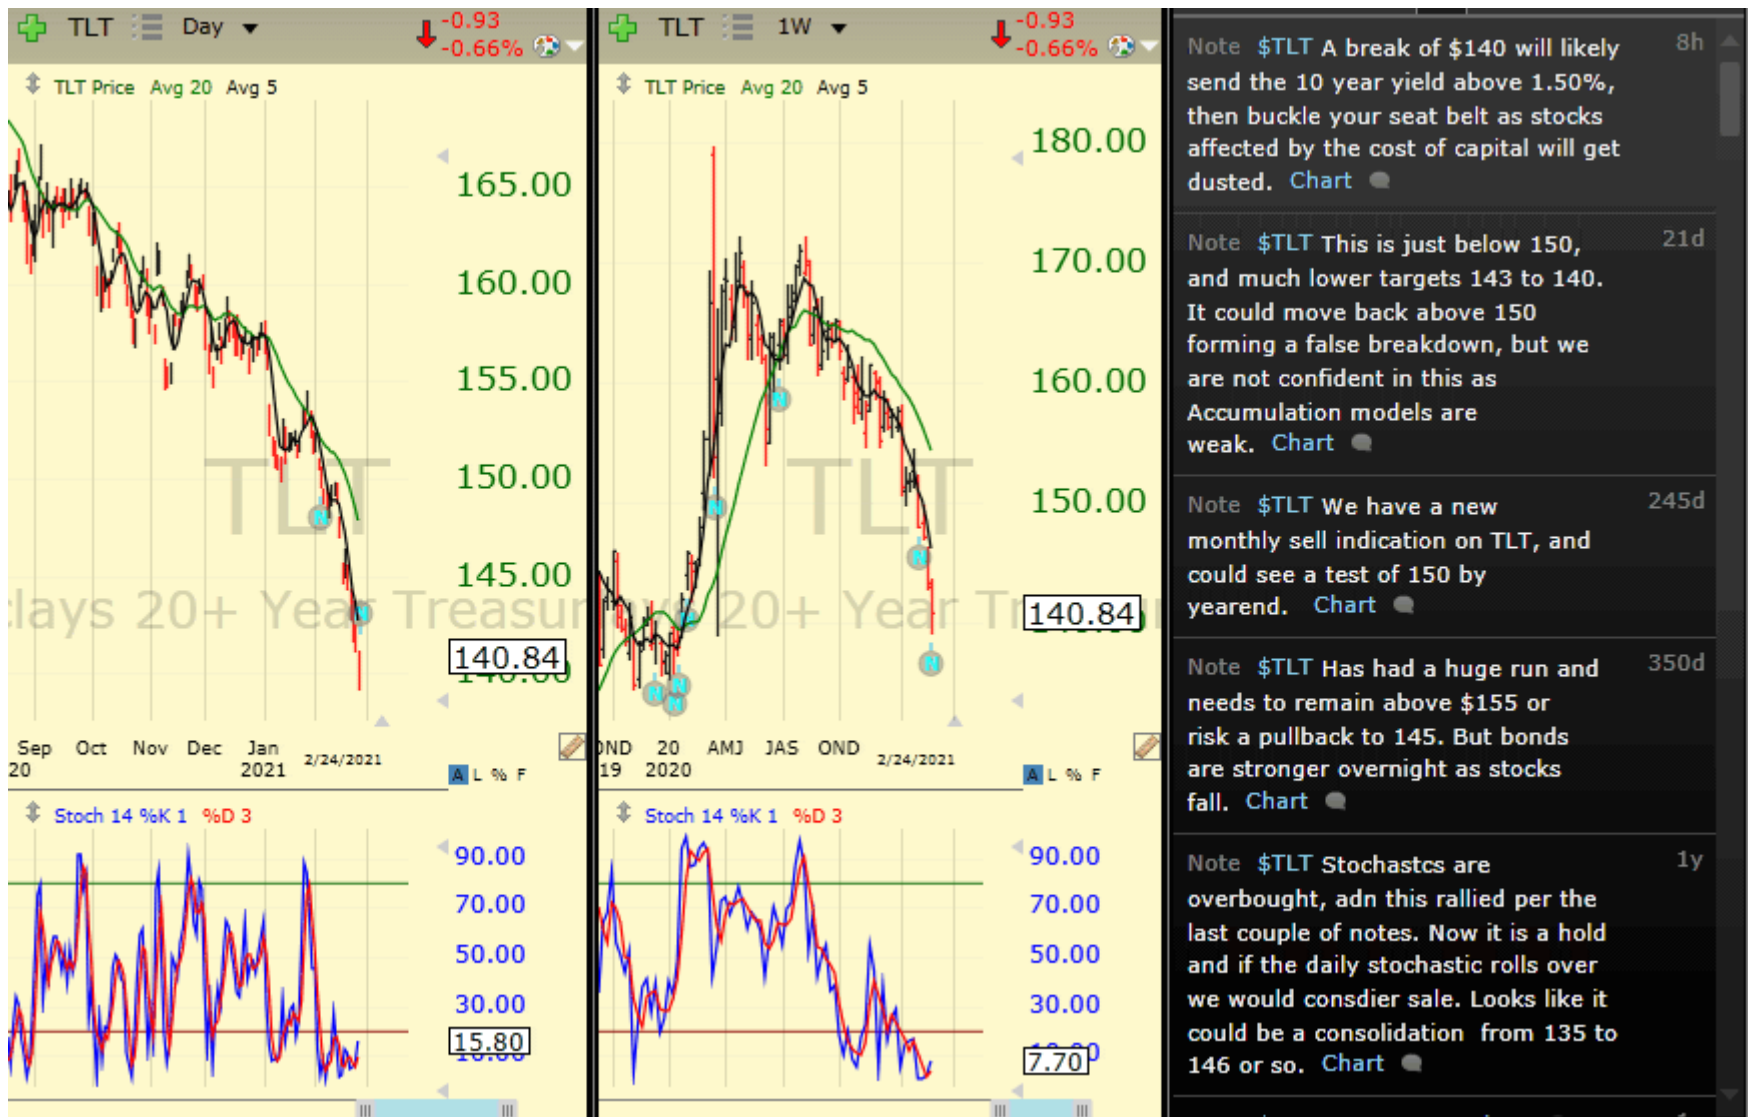 TLT Day -0.93
-0.66%
TLT Price Avg 20 Avg 5
165.00
160.00
155.00
150.00
145.00
140.84
TLT
clays 20+ Year Treasur
N
N
Sep Oct Nov Dec Jan
20 2021 2/24/2021
A L % F
Stoch 14 %K 1 %D 3
90.00
70.00
50.00
30.00
15.80
TLT 1W -0.93
-0.66%
TLT Price Avg 20 Avg 5
180.00
170.00
160.00
150.00
140.84
TLT
20+ Year Tr
N
N
N
N
N
N
N
OND 20 AMJ JAS OND
19 2020 2/24/2021
A L % F
Stoch 14 %K 1 %D 3
90.00
70.00
50.00
30.00
7.70
Note $TLT A break of $140 will likely 8h
send the 10 year yield above 1.50%,
then buckle your seat belt as stocks
affected by the cost of capital will get
dusted. Chart
Note $TLT This is just below 150, 21d
and much lower targets 143 to 140.
It could move back above 150
forming a false breakdown, but we
are not confident in this as
Accumulation models are
weak. Chart
Note $TLT We have a new 245d
monthly sell indication on TLT, and
could see a test of 150 by
yearend. Chart
Note $TLT Has had a huge run and 350d
needs to remain above $155 or
risk a pullback to 145. But bonds
are stronger overnight as stocks
fall. Chart
Note $TLT Stochastcs are 1y
overbought, adn this rallied per the
last couple of notes. Now it is a hold
and if the daily stochastic rolls over
we would consdier sale. Looks like it
could be a consolidation from 135 to
146 or so. Chart